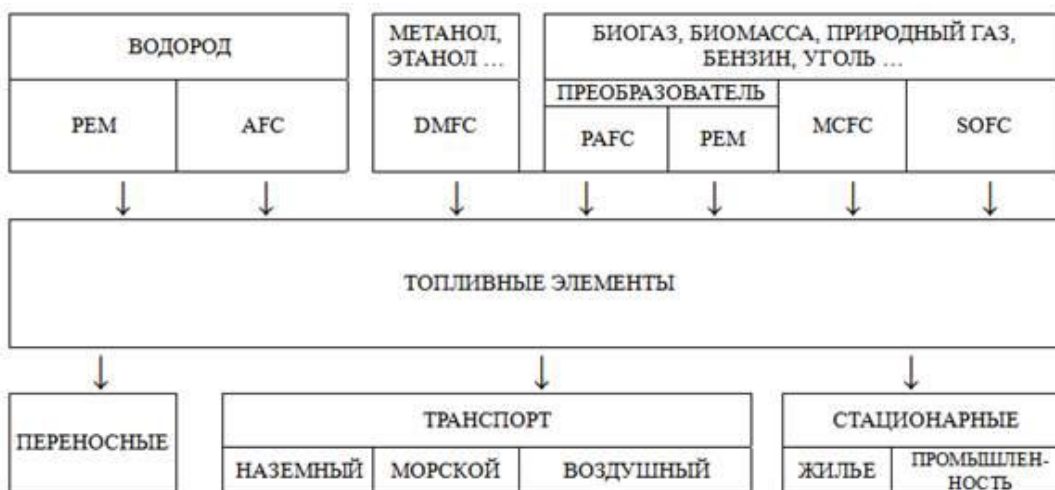 ВОДОРОД
МЕТАНОЛ,
ЭТАНОЛ ...
БИОГАЗ, БИОМАССА, ПРИРОДНЫЙ ГАЗ,
БЕНЗИН, УГОЛЬ ...
ПРЕОБРАЗОВАТЕЛЬ
PEM
AFC
DMFC
PAFC
PEM
MCFC
SOFC
ТОПЛИВНЫЕ ЭЛЕМЕНТЫ
ПЕРЕНОСНЫЕ
ТРАНСПОРТ
НАЗЕМНЫЙ
МОРСКОЙ
ВОЗДУШНЫЙ
СТАЦИОНАРНЫЕ
ЖИЛЬЕ
ПРОМЫШЛЕН-
НОСТЬ